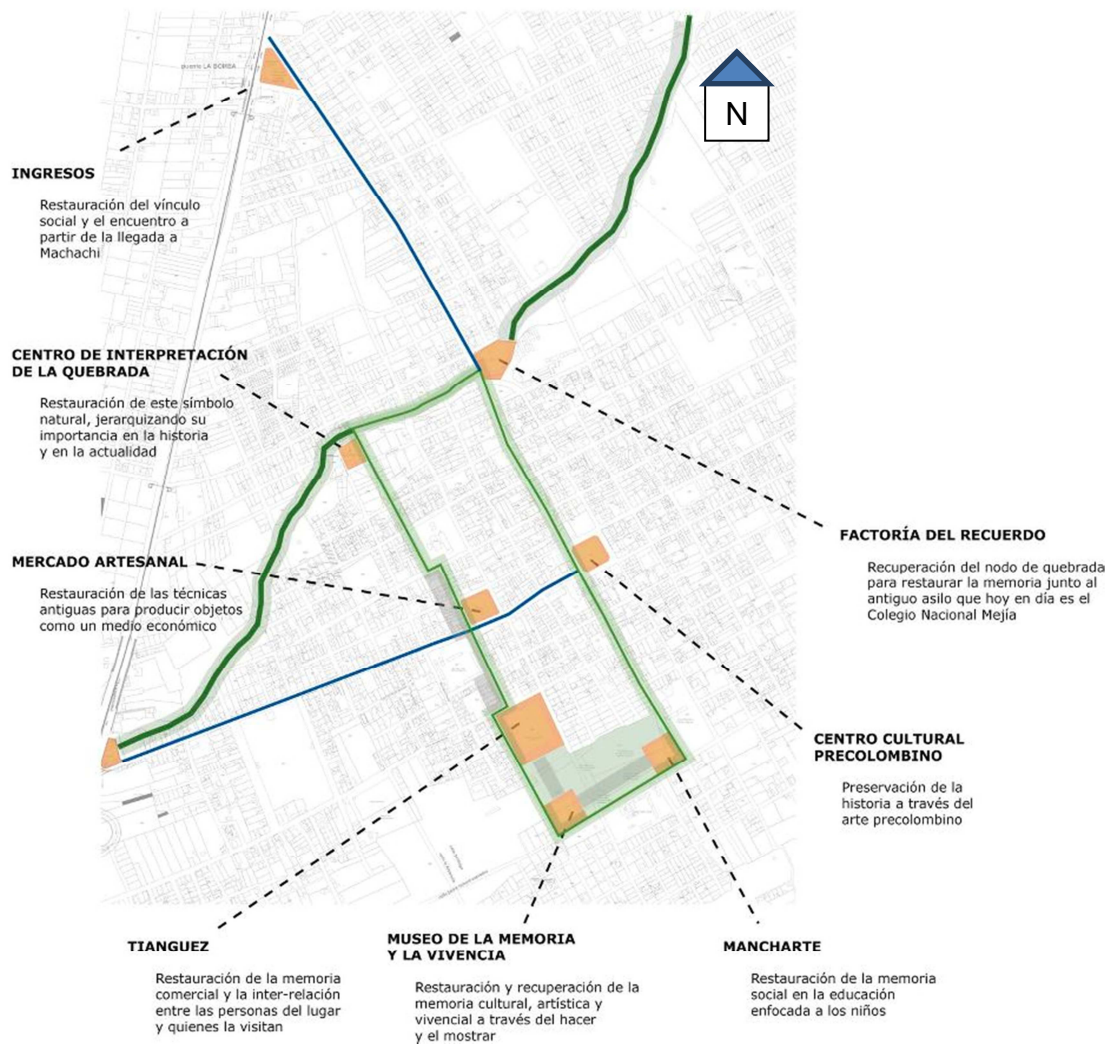 BARRIO LA BOMBA
N
INGRESOS
Restauración del vínculo
social y el encuentro a
partir de la llegada a
Machachi
CENTRO DE INTERPRETACIÓN
DE LA QUEBRADA
Restauración de este símbolo
natural, jerarquizando su
importancia en la historia
y en la actualidad
MERCADO ARTESANAL
Restauración de las técnicas
antiguas para producir objetos
como un medio económico
FACTORÍA DEL RECUERDO
Recuperación del nodo de quebrada
para restaurar la memoria junto al
antiguo asilo que hoy en día es el
Colegio Nacional Mejía
CENTRO CULTURAL
PRECOLOMBINO
Preservación de la
historia a través del
arte precolombino
TIANGUEZ
Restauración de la memoria
comercial y la inter-relación
entre las personas del lugar
y quienes la visitan
MUSEO DE LA MEMORIA
Y LA VIVENCIA
Restauración y recuperación de la
memoria cultural, artística y
vivencial a través del hacer
y el mostrar
MANCHARTE
Restauración de la memoria
social en la educación
enfocada a los niños